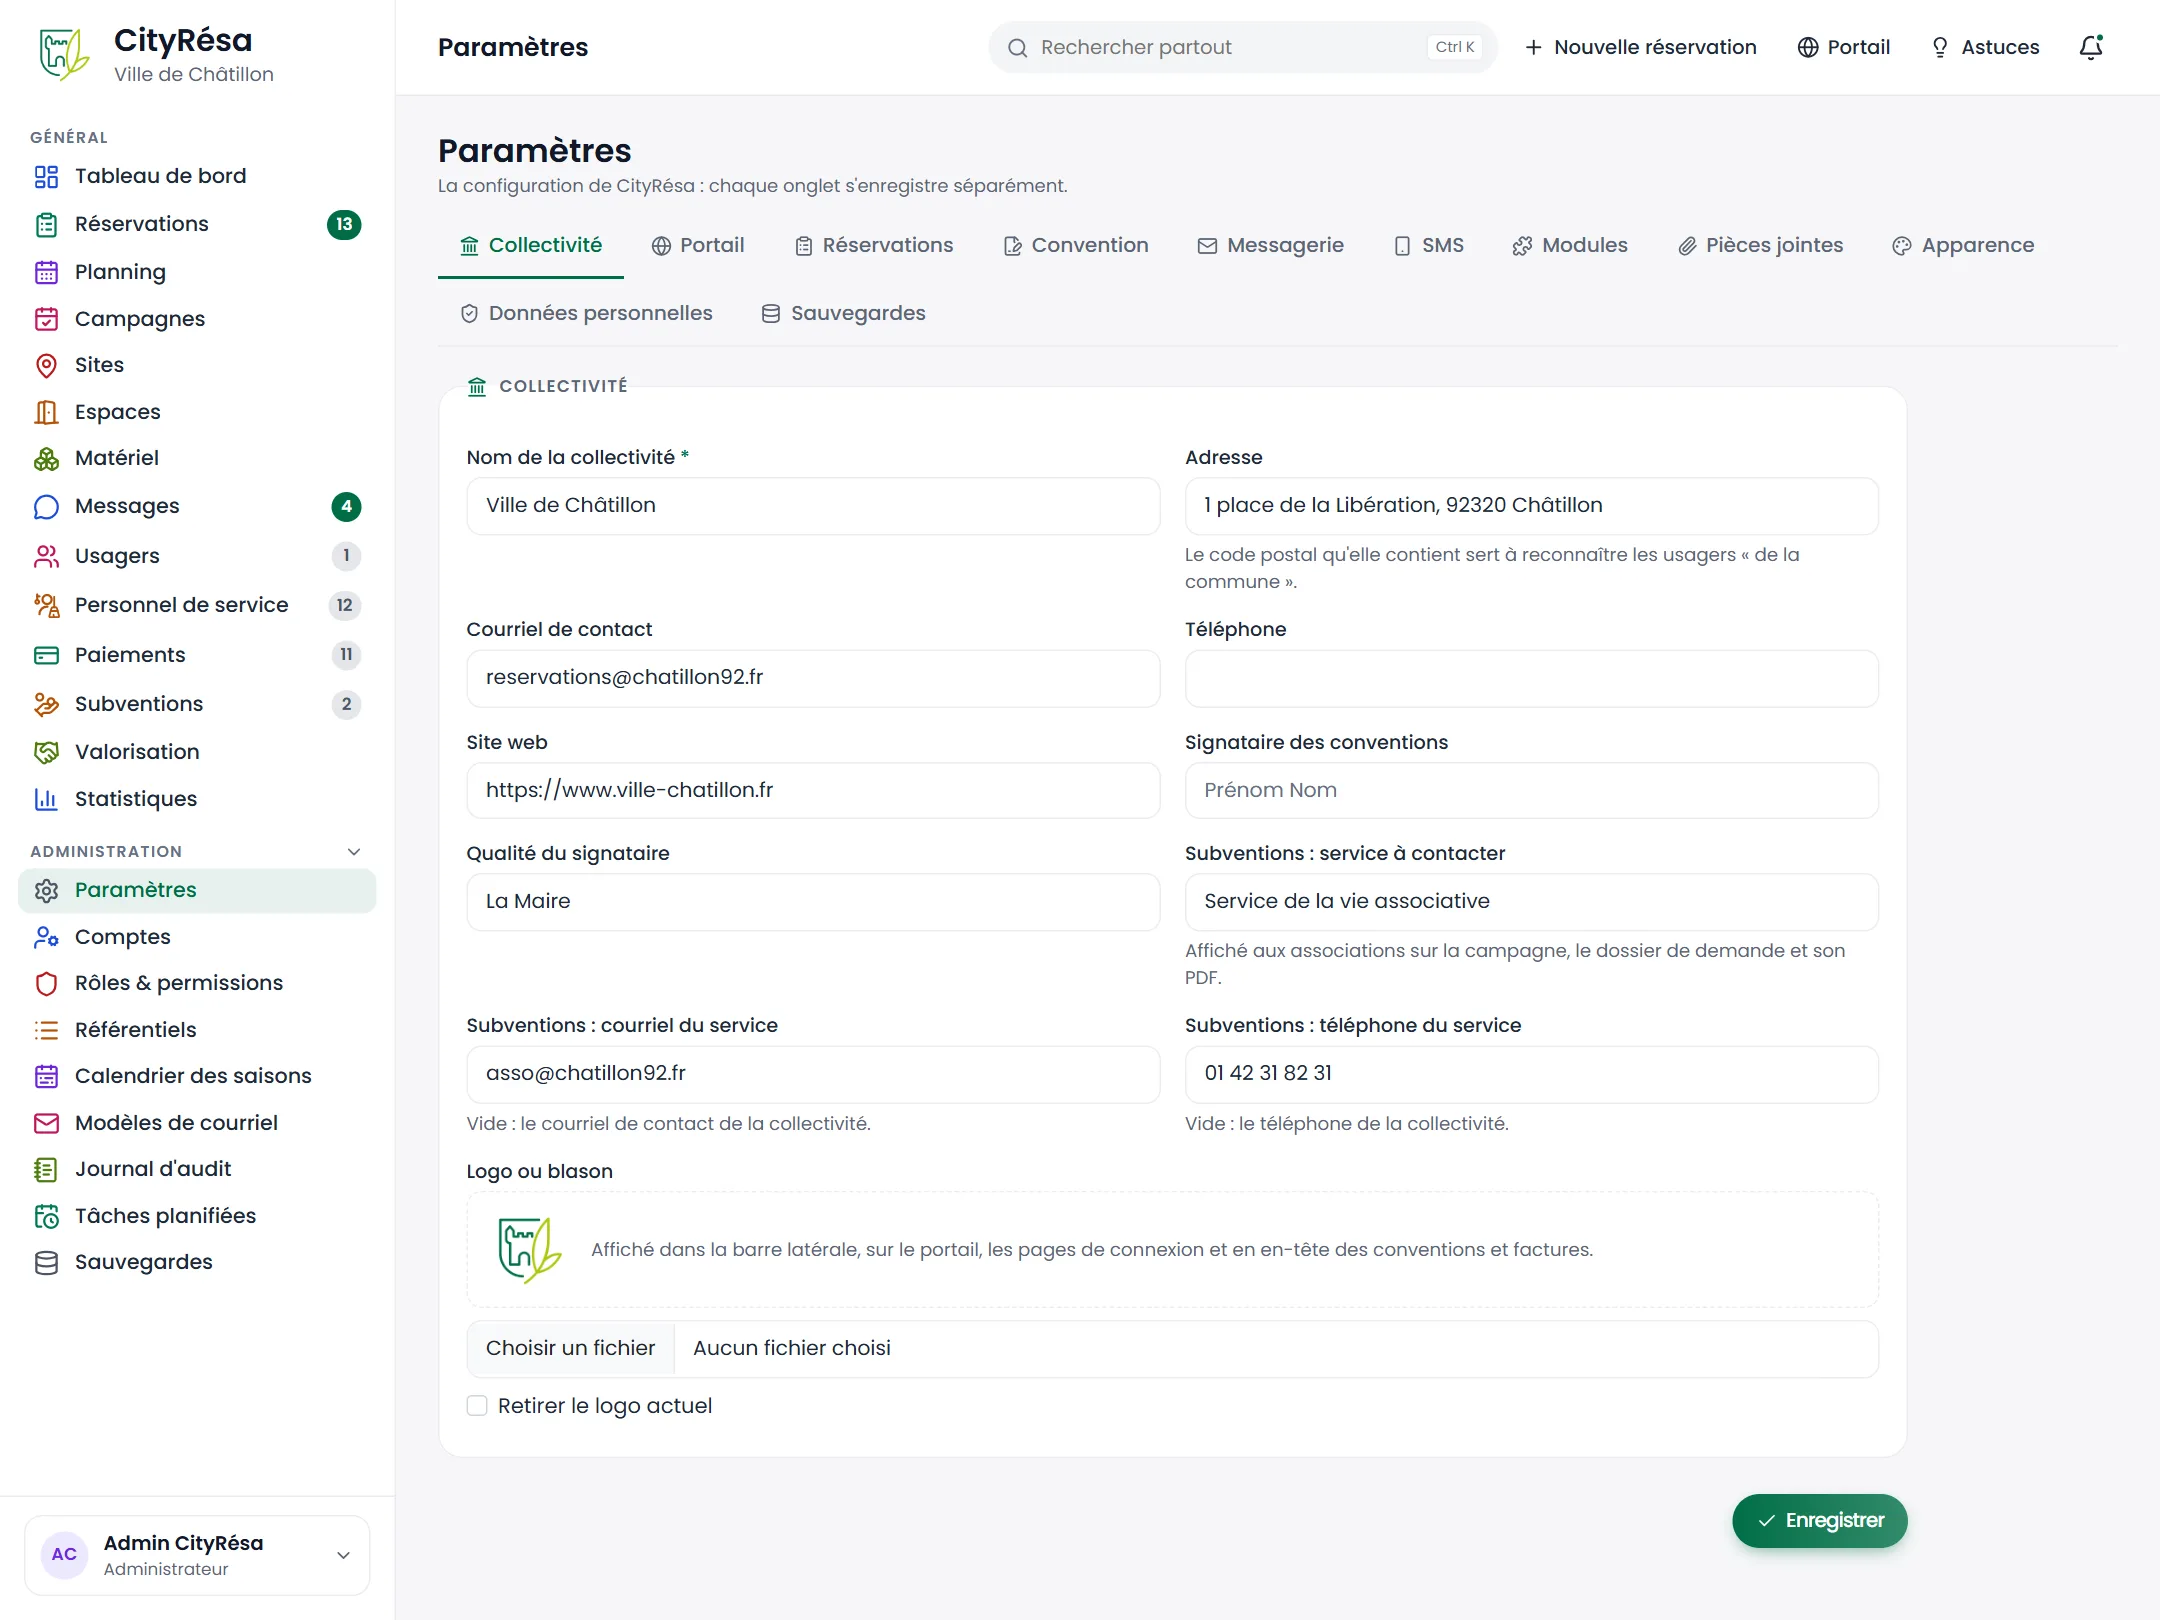 CityRésa
Ville de Châtillon
GÉNÉRAL
Tableau de bord
Réservations 13
Planning
Campagnes
Sites
Espaces
Matériel
Messages 4
Usagers 1
Personnel de service 12
Paiements 11
Subventions 2
Valorisation
Statistiques
ADMINISTRATION
Paramètres
Comptes
Rôles & permissions
Référentiels
Calendrier des saisons
Modèles de courriel
Journal d'audit
Tâches planifiées
Sauvegardes
AC
Admin CityRésa
Administrateur
Paramètres
Rechercher partout Ctrl K
Nouvelle réservation
Portail
Astuces
Paramètres
La configuration de CityRésa : chaque onglet s'enregistre séparément.
Collectivité Portail Réservations Convention Messagerie SMS Modules Pièces jointes Apparence
Données personnelles Sauvegardes
COLLECTIVITÉ
Nom de la collectivité *
Ville de Châtillon
Adresse
1 place de la Libération, 92320 Châtillon
Le code postal qu'elle contient sert à reconnaître les usagers « de la
commune ».
Courriel de contact
reservations@chatillon92.fr
Téléphone
Site web
https://www.ville-chatillon.fr
Signataire des conventions
Prénom Nom
Qualité du signataire
La Maire
Subventions : service à contacter
Service de la vie associative
Affiché aux associations sur la campagne, le dossier de demande et son
PDF.
Subventions : courriel du service
asso@chatillon92.fr
Vide : le courriel de contact de la collectivité.
Subventions : téléphone du service
01 42 31 82 31
Vide : le téléphone de la collectivité.
Logo ou blason
Affiché dans la barre latérale, sur le portail, les pages de connexion et en en-tête des conventions et factures.
Choisir un fichier Aucun fichier choisi
Retirer le logo actuel
Enregistrer